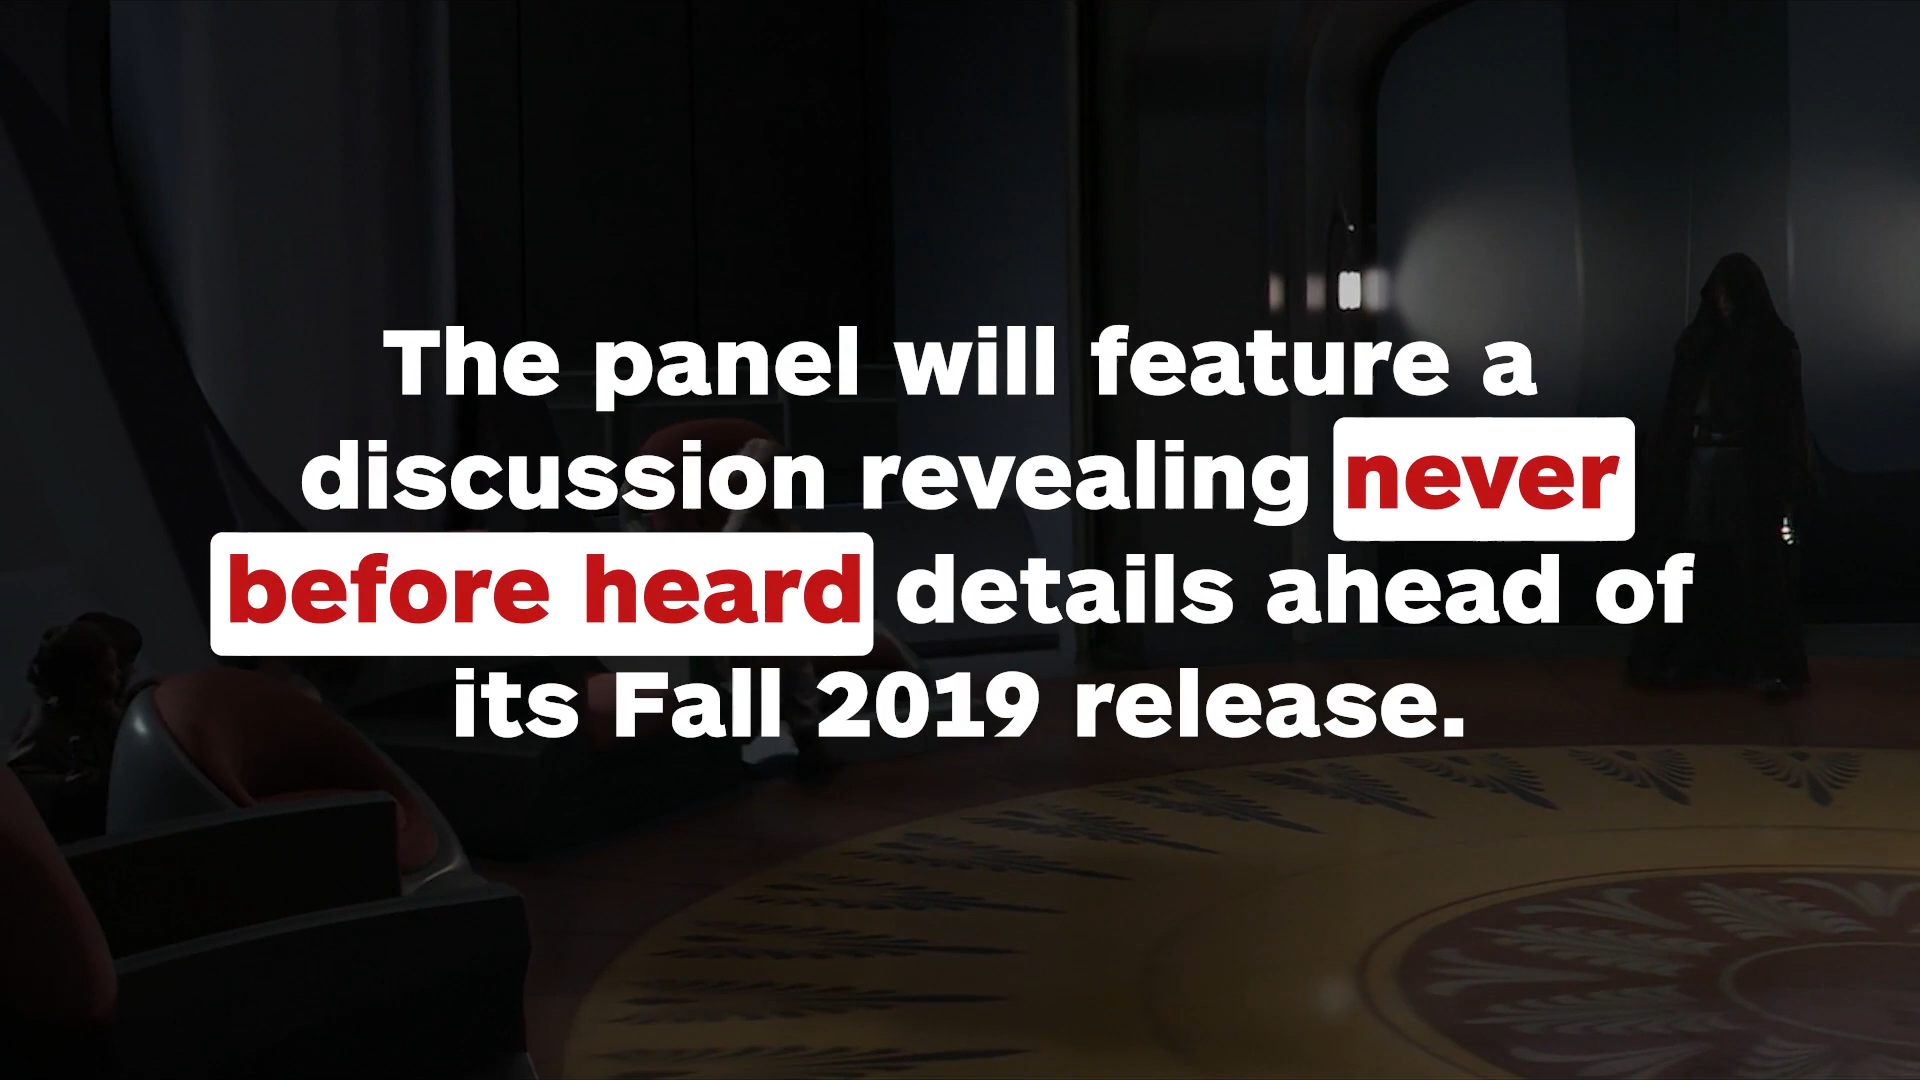 The panel will feature a
discussion revealing never
before heard details ahead of
its Fall 2019 release.